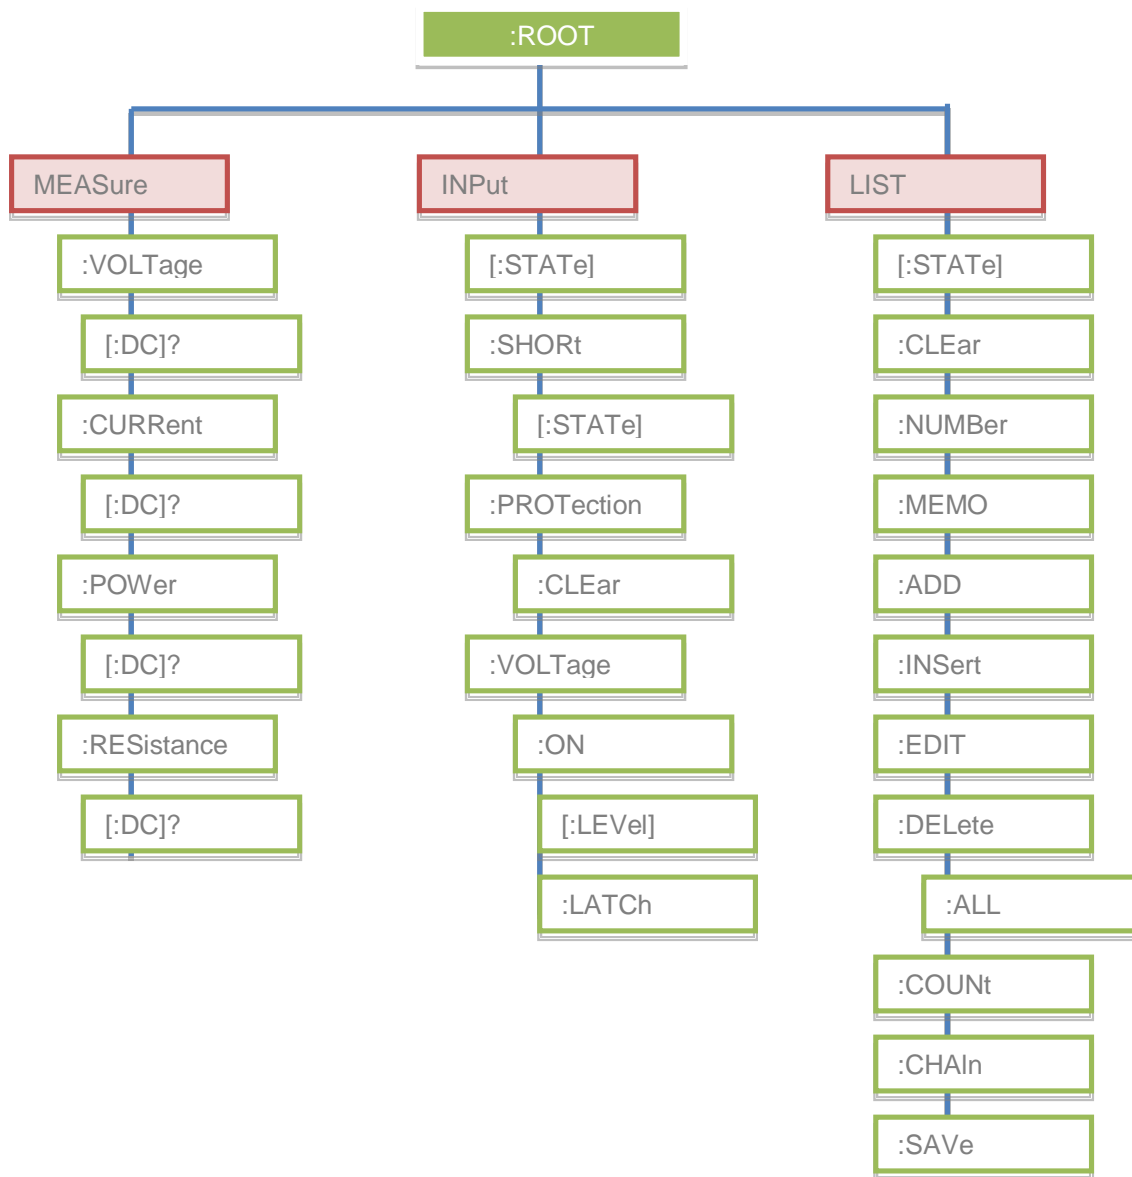 :ROOT
MEASure
:VOLTage
[:DC]?
:CURRent
[:DC]?
:POWer
[:DC]?
:RESistance
[:DC]?
INPut
[:STATe]
:SHORt
[:STATe]
:PROTection
:CLEar
:VOLTage
:ON
[:LEVel]
:LATCh
LIST
[:STATe]
:CLEar
:NUMBer
:MEMO
:ADD
:INSert
:EDIT
:DELete
:ALL
:COUNt
:CHAIn
:SAVe